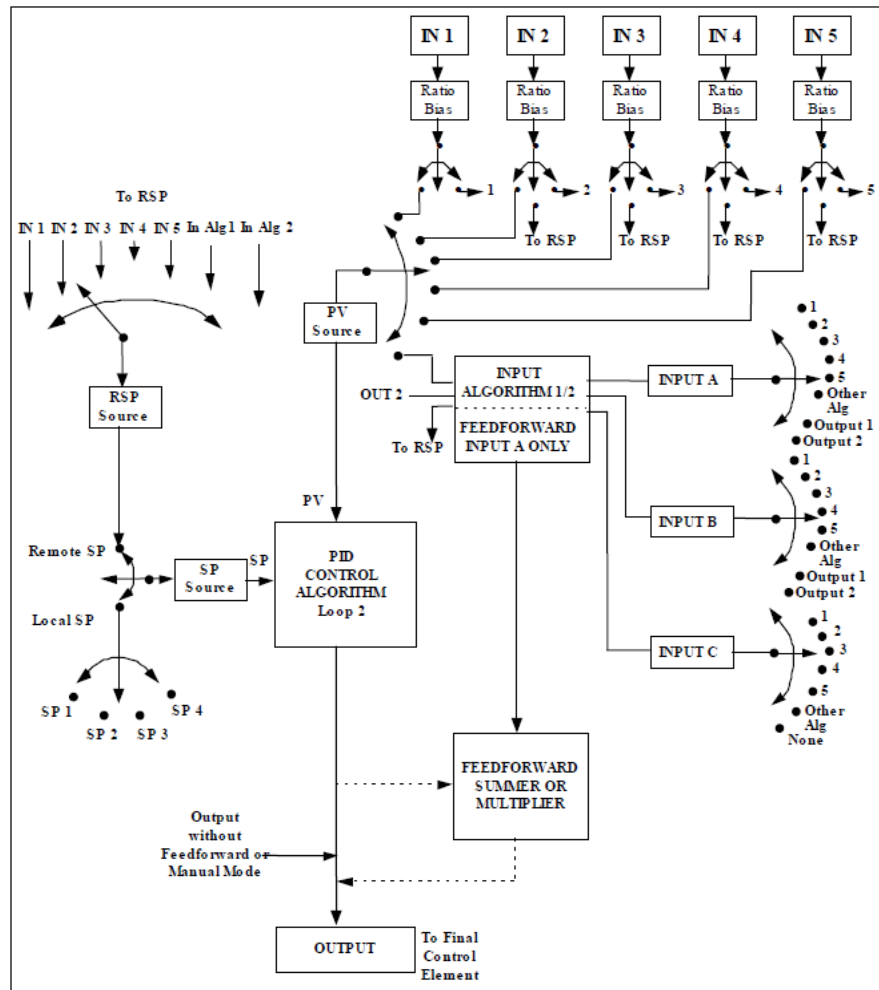 IN 1 IN 2 IN 3 IN 4 IN 5
Ratio Bias
Ratio Bias
Ratio Bias
Ratio Bias
Ratio Bias
1 2 3 4 5
To RSP To RSP To RSP To RSP
To RSP
IN 1 IN 2 IN 3 IN 4 IN 5 In Alg1 In Alg 2
PV
Source
RSP
Source
INPUT
ALGORITHM 1/2
FEEDFORWARD
INPUT A ONLY
OUT 2
To RSP
INPUT A
1
2
3
4
5
Other
Alg
Output 1
Output 2
INPUT B
1
2
3
4
5
Other
Alg
Output 1
Output 2
INPUT C
1
2
3
4
5
Other
Alg
None
PV
Remote SP
SP
Source
SP
PID
CONTROL
ALGORITHM
Loop 2
Local SP
SP 1
SP 2
SP 3
SP 4
FEEDFORWARD
SUMMER OR
MULTIPLIER
Output
without
Feedforward or
Manual Mode
OUTPUT
To Final
Control
Element